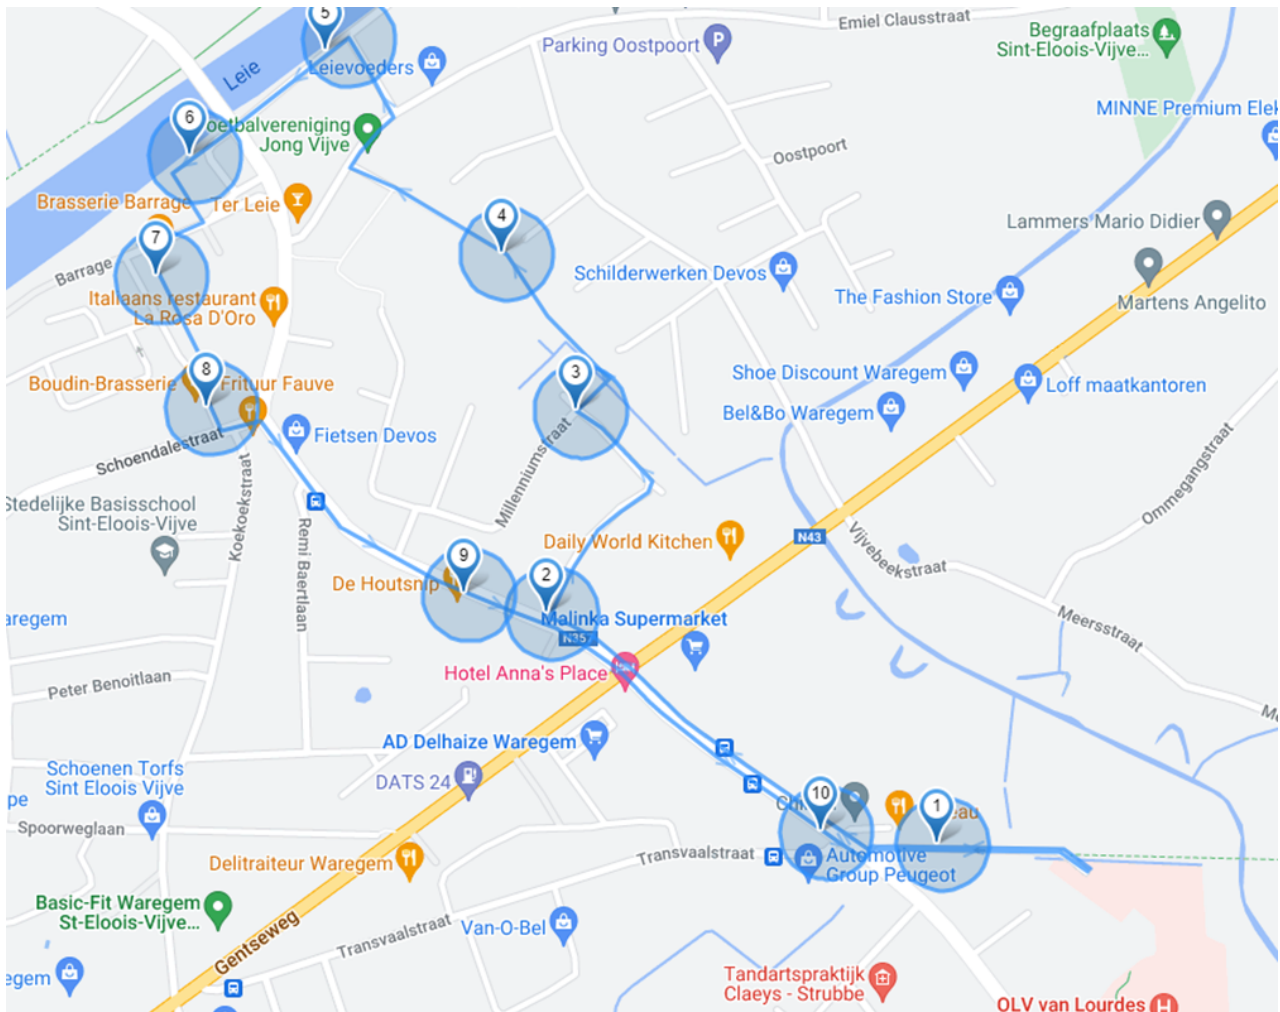 5
Emiel Clausstraat
Begraafplaats
Sint-Eloois-Vijve...
Parking Oostpoort
P
Leie
Leievoeders
MINNE Premium Elek
6
oetbalvereniging
Jong Vijve
Oostpoort
Brasserie Barrage
Ter Leie
4
Lammers Mario Didier
7
Barrage
Schilderwerken Devos
The Fashion Store
Martens Angelito
Italiaans restaurant
La Rosa D'Oro
8
3
Boudin-Brasserie
Frituur Fauve
Shoe Discount Waregem
Loff maatkantoren
Bel&Bo Waregem
Fietsen Devos
Schoendalestraat
Millenniumstraat
Ommegangstraat
Stedelijke Basisschool
Sint-Eloois-Vijve
Koekoekstraat
Remi Baertlaan
N43
Daily World Kitchen
Vijvebeekstraat
9
2
De Houtsnip
Malinka Supermarket
N357
aregem
Meersstraat
Hotel Anna's Place
Peter Benoitlaan
Me
AD Delhaize Waregem
Schoenen Torfs
Sint Eloois Vijve
DATS 24
pe
10
1
Ch
eau
Spoorweglaan
Transvaalstraat
Automotive
Group Peugeot
Delitraiteur Waregem
Basic-Fit Waregem
St-Eloois-Vijve...
Gentseweg
Transvaalstraat
Van-O-Bel
egem
Tandartspraktijk
Claeys - Strubbe
OLV van Lourdes
H